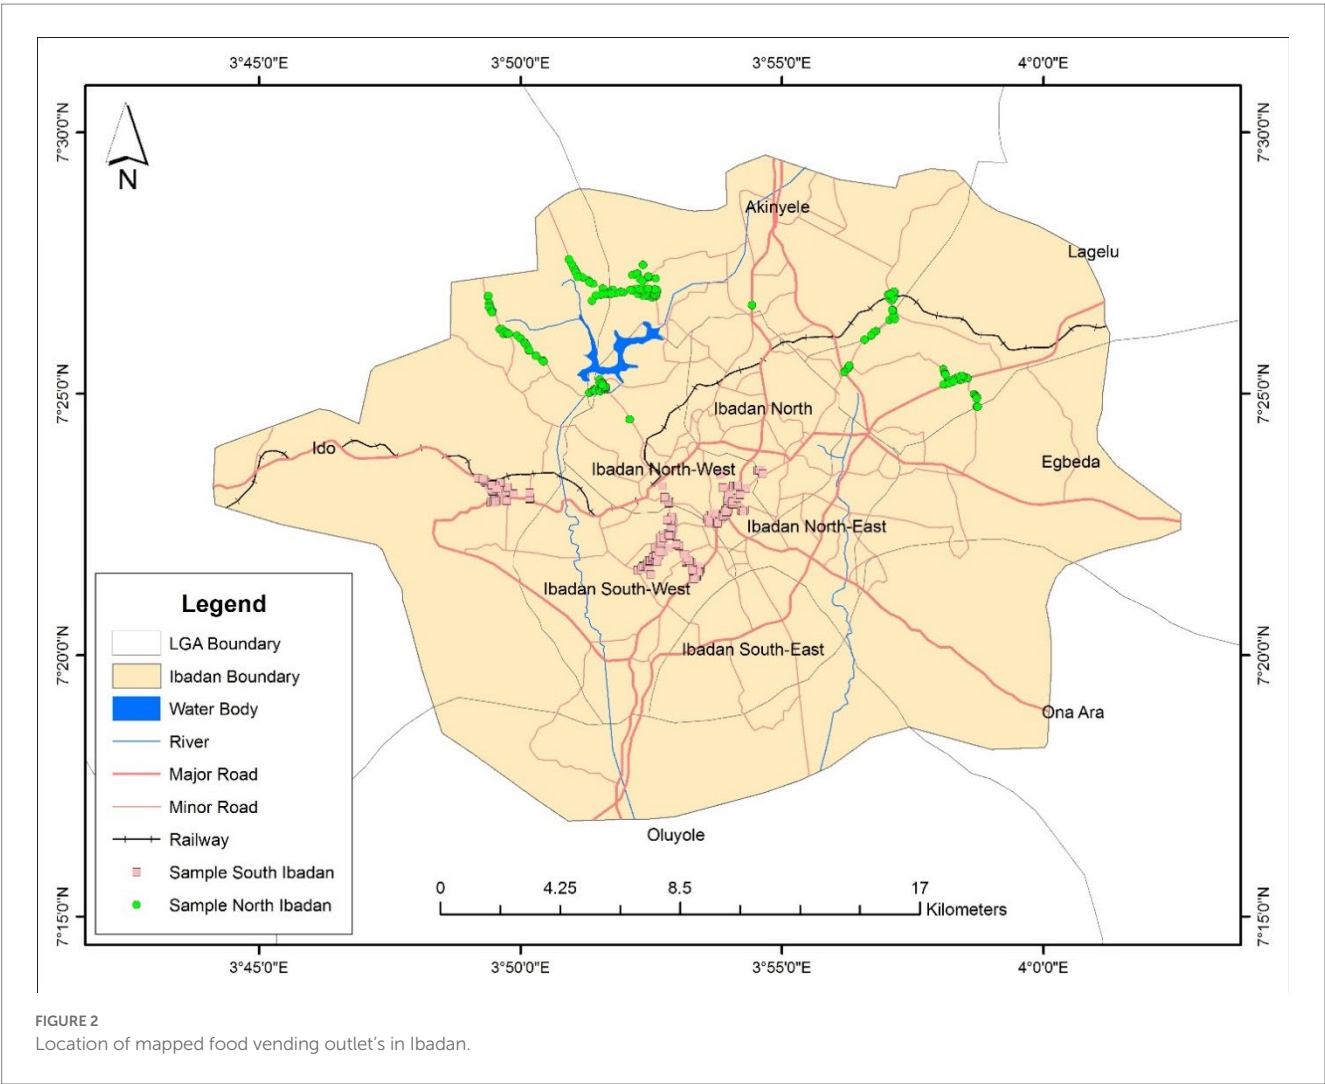 3°45'0"E
3°50'0"E
3°55'0"E
4°0'0"E
7°30'0"N
7°30'0"N
N
Akinyele
Lagelu
7°25'0"N
7°25'0"N
Ibadan North
Ido
Egbeda
Ibadan North-West
Ibadan North-East
Ibadan South-West
Legend
LGA Boundary
Ibadan Boundary
Water Body
River
Major Road
Minor Road
Railway
Sample South Ibadan
Sample North Ibadan
Ibadan South-East
7°20'0"N
7°20'0"N
Ona Ara
Oluyole
0 4.25 8.5 17
Kilometers
7°15'0"N
7°15'0"N
3°45'0"E
3°50'0"E
3°55'0"E
4°0'0"E
FIGURE 2
Location of mapped food vending outlet's in Ibadan.